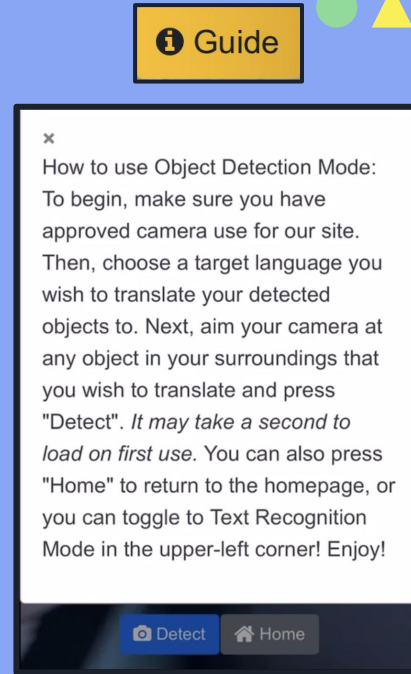 Guide
×
How to use Object Detection Mode:
To begin, make sure you have
approved camera use for our site.
Then, choose a target language you
wish to translate your detected
objects to. Next, aim your camera at
any object in your surroundings that
you wish to translate and press
"Detect". It may take a second to
load on first use. You can also press
"Home" to return to the homepage, or
you can toggle to Text Recognition
Mode in the upper-left corner! Enjoy!
Detect Home